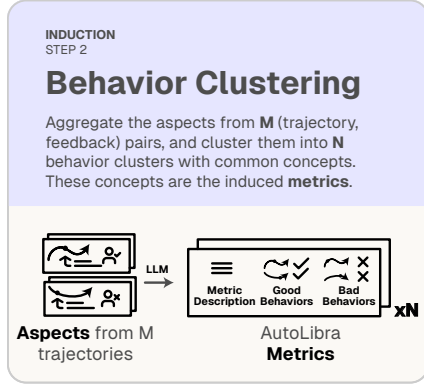 INDUCTION
STEP 2
Behavior Clustering
Aggregate the aspects from M (trajectory,
feedback) pairs, and cluster them into N
behavior clusters with common concepts.
These concepts are the induced metrics.
LLM
Metric Description
Good Behaviors
Bad Behaviors
xN
Aspects from M
trajectories
AutoLibra
Metrics